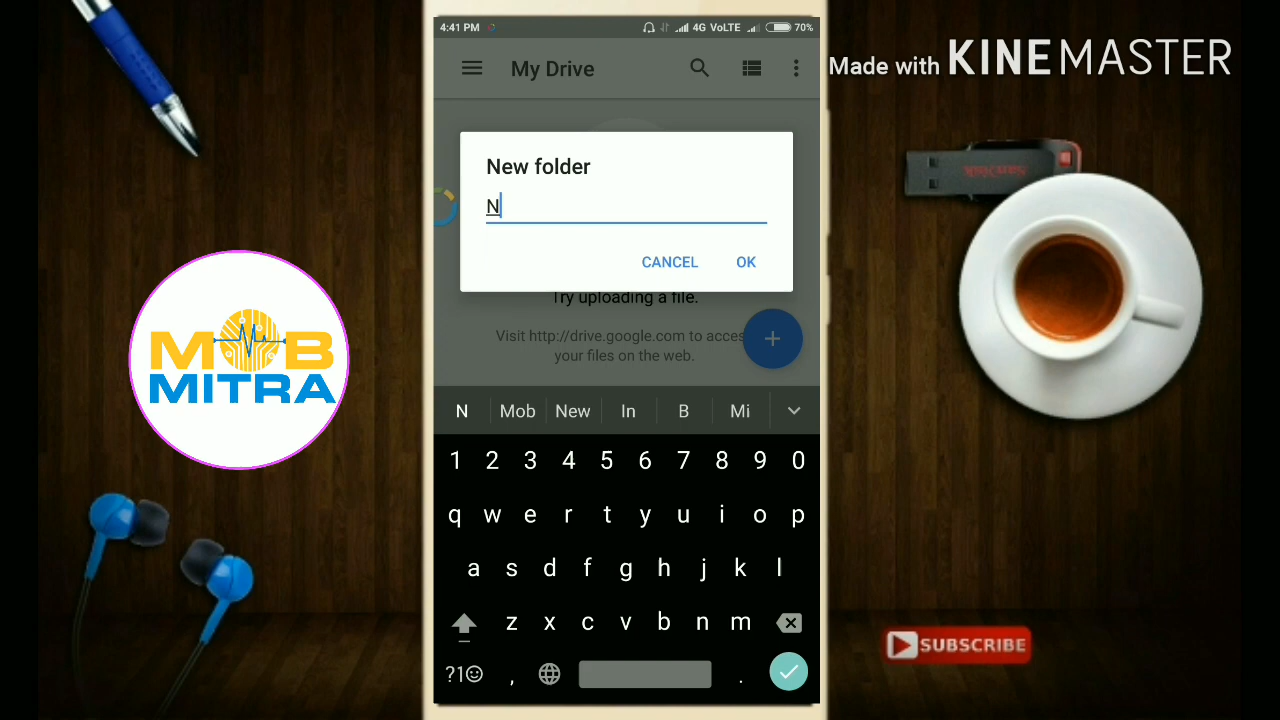 4:41 PM 4G VoLTE 70%
My Drive
Made with KINEMASTER
New folder
N
CANCEL OK
Try uploading a file.
Visit http://drive.google.com to acces
your files on the web.
N Mob New In B Mi
1 2 3 4 5 6 7 8 9 0
q w e r t y u i o p
a s d f g h j k l
z x c v b n m
?1☺ , .
MOB
MITRA
SanDisk
SUBSCRIBE